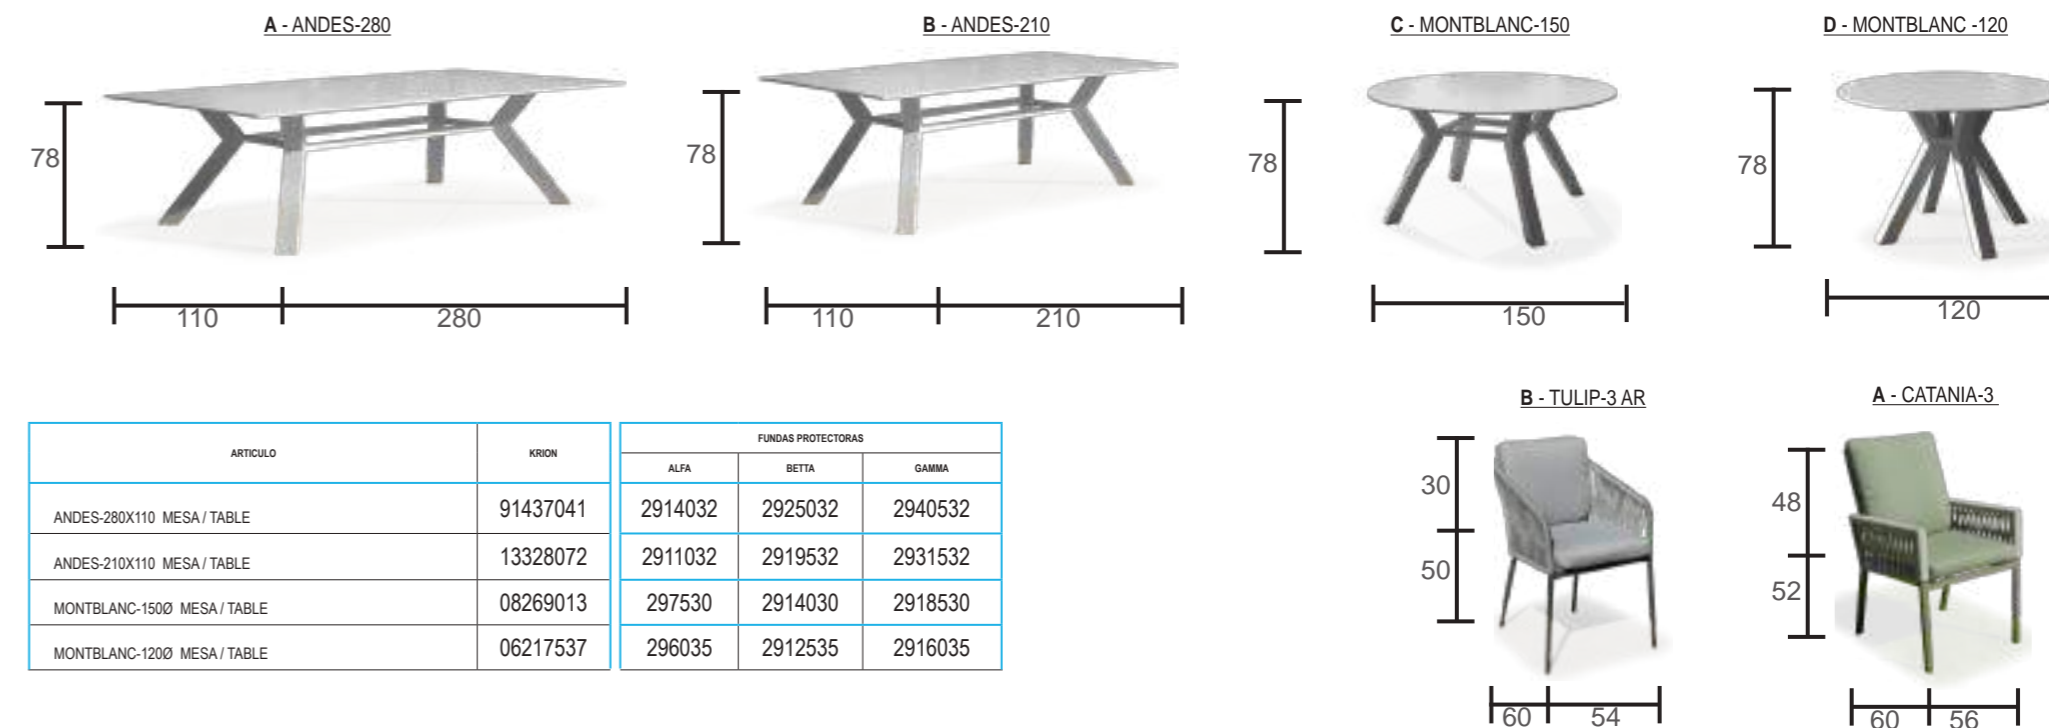 A - ANDES-280
B - ANDES-210
C - MONTBLANC-150
D - MONTBLANC -120
78
78
78
78
110 280
110 210
150
120
B - TULIP-3 AR
A - CATANIA-3
30
50
60 54
48
52
60 56
ARTICULO KRION FUNDAS PROTECTORAS
ALFA BETTA GAMMA
ANDES-280X110 MESA / TABLE 91437041 2914032 2925032 2940532
ANDES-210X110 MESA / TABLE 13328072 2911032 2919532 2931532
MONTBLANC-150Ø MESA / TABLE 08269013 297530 2914030 2918530
MONTBLANC-120Ø MESA / TABLE 06217537 296035 2912535 2916035